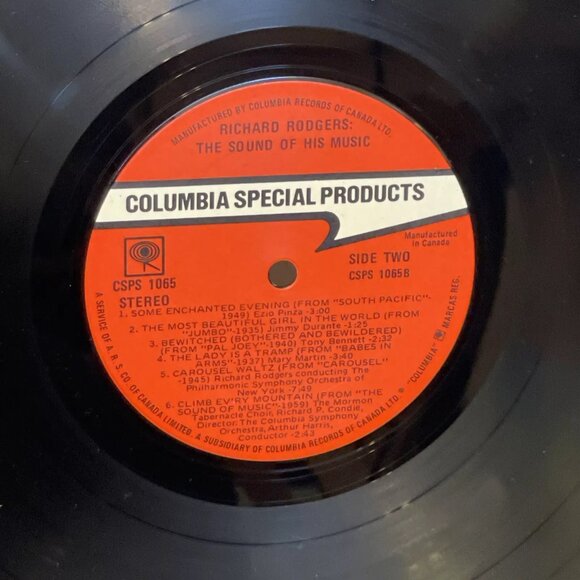 MANUFACTURED BY COLUMBIA RECORDS OF CANADA LTD.
RICHARD RODGERS:
THE SOUND OF HIS MUSIC
COLUMBIA SPECIAL PRODUCTS
Manufactured
in Canada
CSPS 1065
STEREO
SIDE TWO
CSPS 1065B
1. SOME ENCHANTED EVENING (FROM "SOUTH PACIFIC"-
1949) Ezio Pinza -3:00
2. THE MOST BEAUTIFUL GIRL IN THE WORLD (FROM
"JUMBO"-1935) Jimmy Durante -1:25
3. BEWITCHED (BOTHERED AND BEWILDERED)
(FROM "PAL JOEY"-1940) Tony Bennett -2;32
4. THE LADY IS A TRAMP (FROM "BABES IN
ARMS"-1937) Mary Martin -3:40
5. CAROUSEL WALTZ (FROM "CAROUSEL"
-1945) Richard Rodgers conducting The
Philharmonic Symphony Orchestra of
New York -7:49
6. CLIMB EV'RY MOUNTAIN (FROM "THE
SOUND OF MUSIC"-1959) The Mormon
Tabernacle Choir, Richard P. Condie,
Director: The Columbia Symphony
Orchestra, Arthur Harris,
Conductor -2:43
A SERVICE OF A. R. S. CO. OF CANADA LIMITED. A SUBSIDIARY OF COLUMBIA RECORDS OF CANADA LTD. ® "COLUMBIA" MARCAS REG.